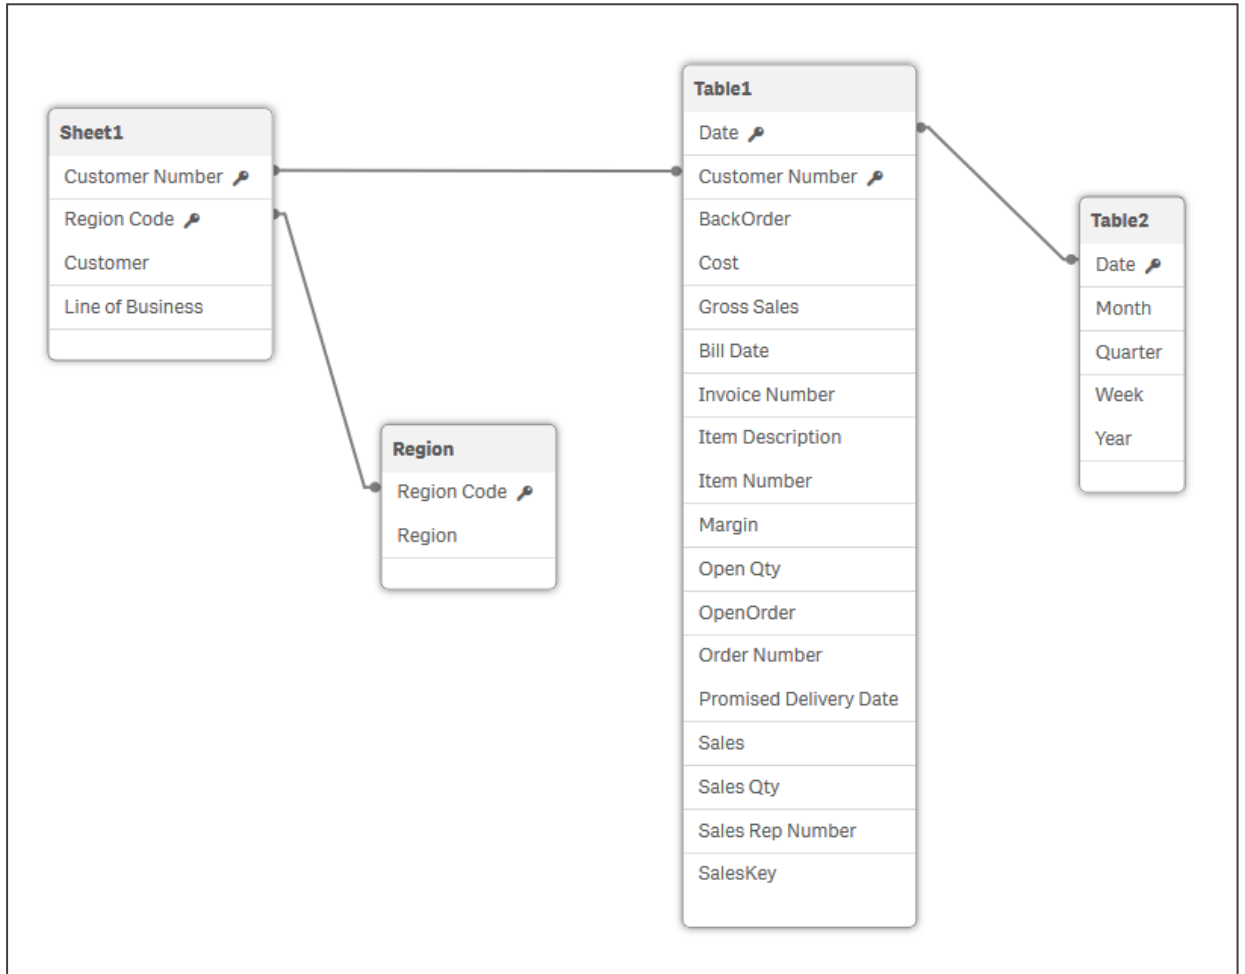 Sheet1
Customer Number
Region Code
Customer
Line of Business
Region
Region Code
Region
Table1
Date
Customer Number
BackOrder
Cost
Gross Sales
Bill Date
Invoice Number
Item Description
Item Number
Margin
Open Qty
OpenOrder
Order Number
Promised Delivery Date
Sales
Sales Qty
Sales Rep Number
SalesKey
Table2
Date
Month
Quarter
Week
Year